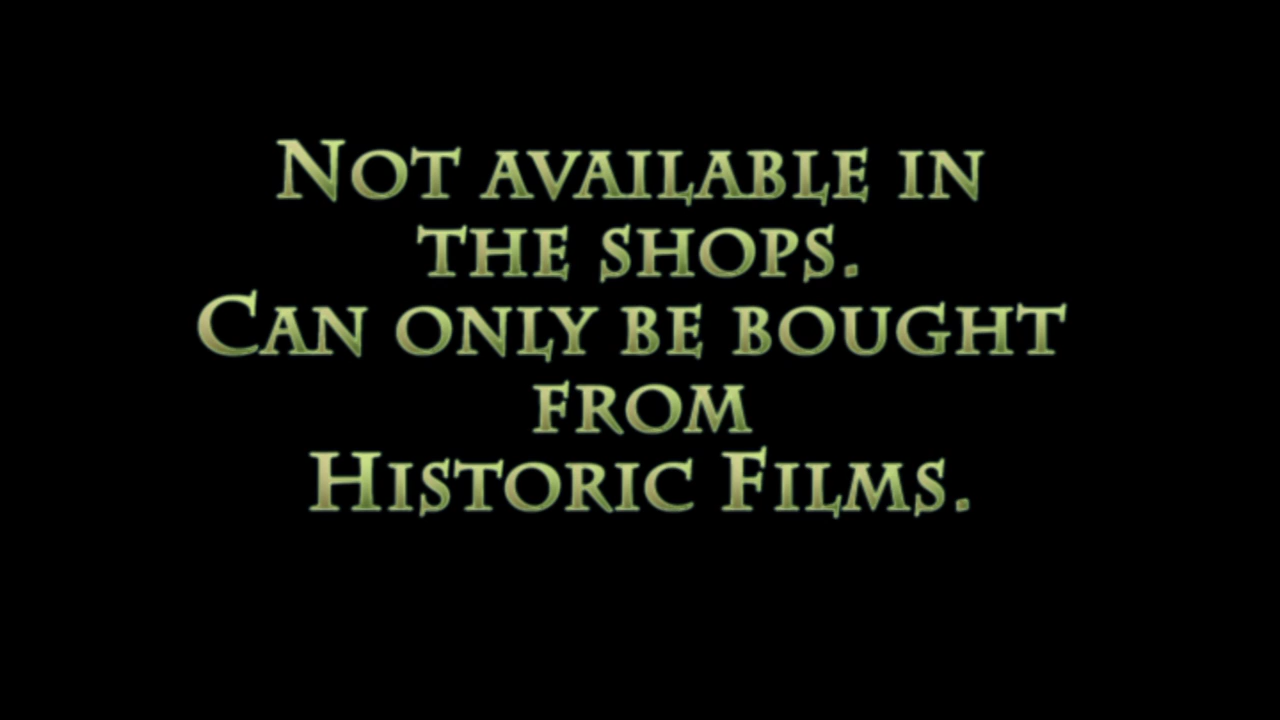 Not available in
the shops.
Can only be bought
from
Historic Films.